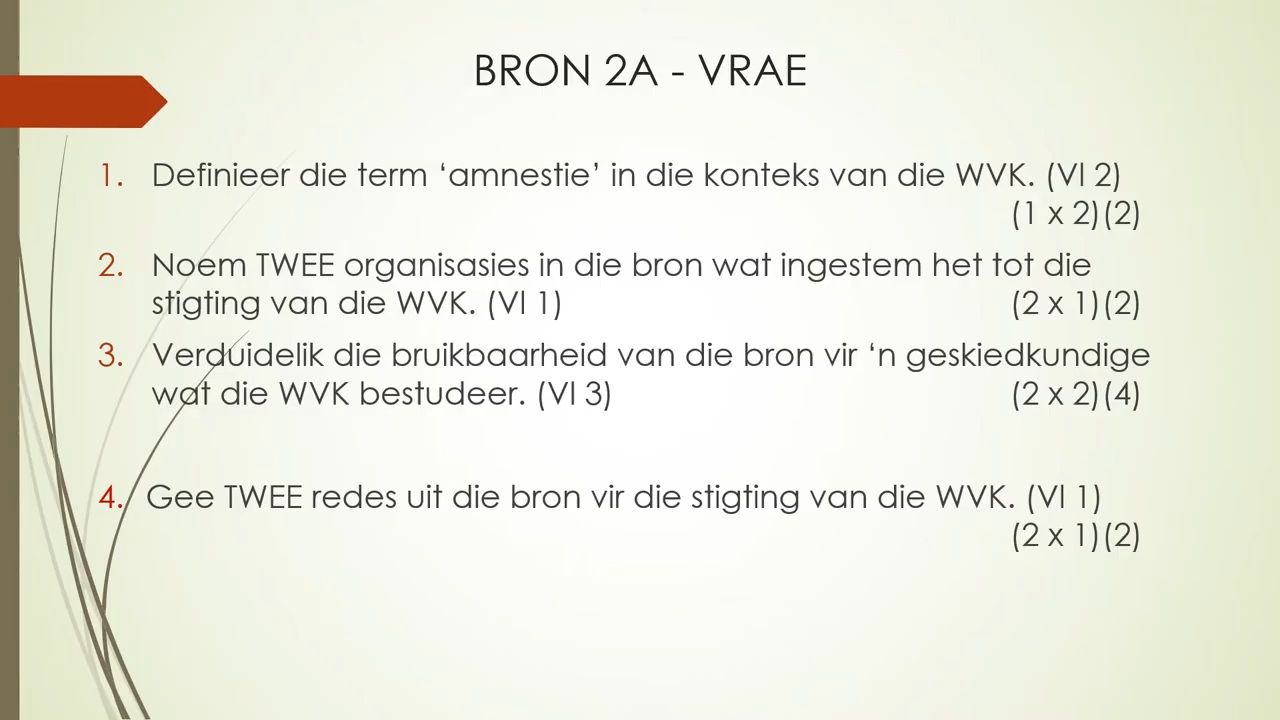 BRON 2A - VRAE
1. Definieer die term ‘amnestie’ in die konteks van die WVK. (Vl 2)
(1 x 2)(2)
2. Noem TWEE organisasies in die bron wat ingestem het tot die
stigting van die WVK. (Vl 1) (2 x 1)(2)
3. Verduidelik die bruikbaarheid van die bron vir ‘n geskiedkundige
wat die WVK bestudeer. (Vl 3) (2 x 2)(4)
4. Gee TWEE redes uit die bron vir die stigting van die WVK. (Vl 1)
(2 x 1)(2)